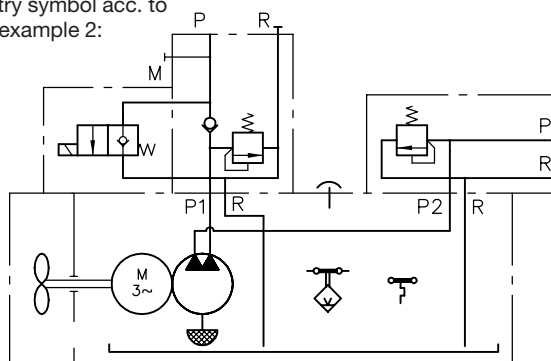 try symbol acc. to
example 2:
P R
M
P
R
P1 R P2 R
M
3~